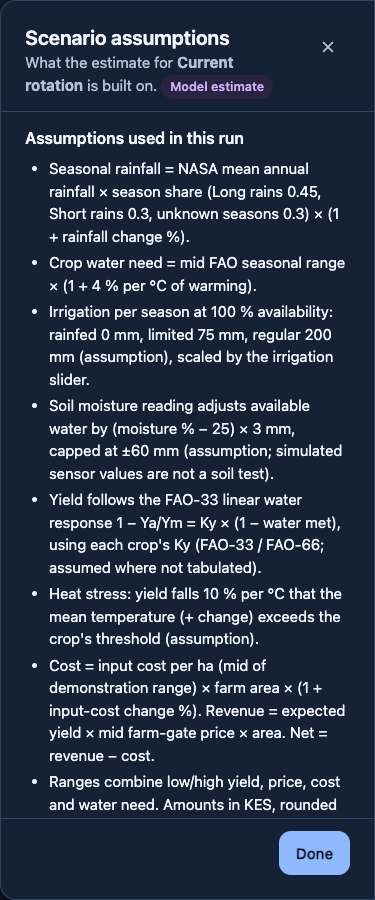 Scenario assumptions
What the estimate for Current
rotation is built on. Model estimate
Assumptions used in this run
• Seasonal rainfall = NASA mean annual
rainfall × season share (Long rains 0.45,
Short rains 0.3, unknown seasons 0.3) × (1
+ rainfall change %).
• Crop water need = mid FAO seasonal range
× (1 + 4 % per °C of warming).
• Irrigation per season at 100 % availability:
rainfed 0 mm, limited 75 mm, regular 200
mm (assumption), scaled by the irrigation
slider.
• Soil moisture reading adjusts available
water by (moisture % − 25) × 3 mm,
capped at ±60 mm (assumption; simulated
sensor values are not a soil test).
• Yield follows the FAO-33 linear water
response 1 − Ya/Ym = Ky × (1 − water met),
using each crop's Ky (FAO-33 / FAO-66;
assumed where not tabulated).
• Heat stress: yield falls 10 % per °C that the
mean temperature (+ change) exceeds the
crop's threshold (assumption).
• Cost = input cost per ha (mid of
demonstration range) × farm area × (1 +
input-cost change %). Revenue = expected
yield × mid farm-gate price × area. Net =
revenue − cost.
• Ranges combine low/high yield, price, cost
and water need. Amounts in KES, rounded
Done